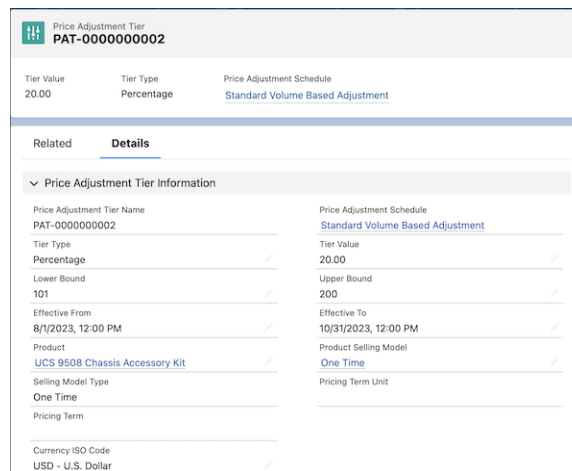 Price Adjustment Tier
PAT-0000000002
Tier Value Tier Type Price Adjustment Schedule
20.00 Percentage Standard Volume Based Adjustment
Related Details
Price Adjustment Tier Information
Price Adjustment Tier Name Price Adjustment Schedule
PAT-0000000002 Standard Volume Based Adjustment
Tier Type Tier Value
Percentage 20.00
Lower Bound Upper Bound
101 200
Effective From Effective To
8/1/2023, 12:00 PM 10/31/2023, 12:00 PM
Product Product Selling Model
UCS 9508 Chassis Accessory Kit One Time
Selling Model Type Pricing Term Unit
One Time
Pricing Term
Currency ISO Code
USD - U.S. Dollar